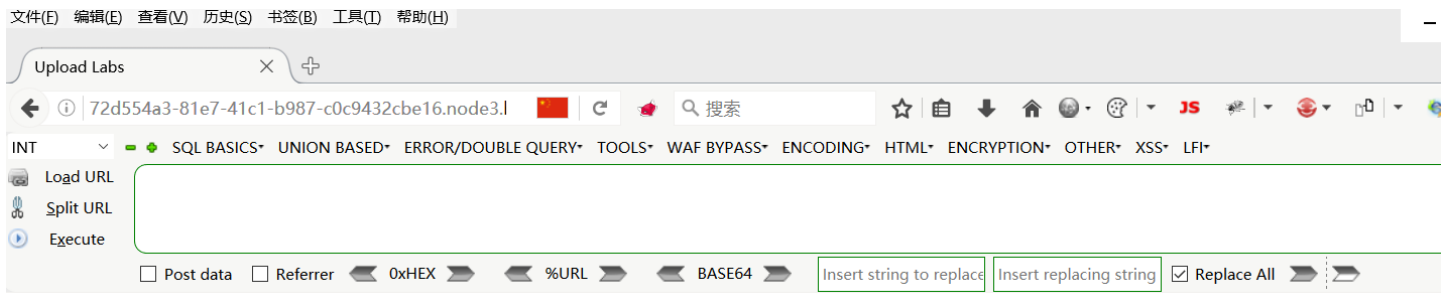 文件(F) 编辑(E) 查看(V) 历史(S) 书签(B) 工具(T) 帮助(H)
Upload Labs
72d554a3-81e7-41c1-b987-c0c9432cbe16.node3. 搜索 JS
INT SQL BASICS UNION BASED ERROR/DOUBLE QUERY TOOLS WAF BYPASS ENCODING HTML ENCRYPTION OTHER XSS LFI
Load URL
Split URL
Execute
Post data Referrer 0xHEX %URL BASE64 Insert string to replace Insert replacing string Replace All